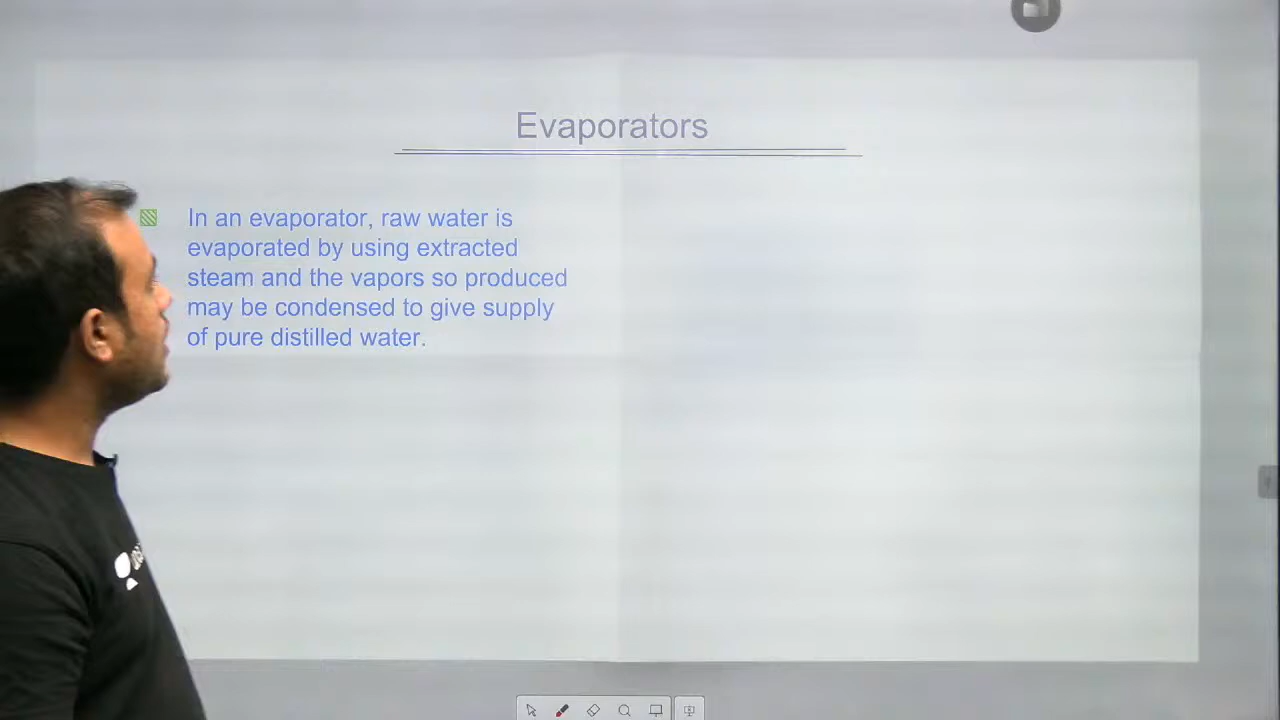 Evaporators
In an evaporator, raw water is
evaporated by using extracted
steam and the vapors so produced
may be condensed to give supply
of pure distilled water.